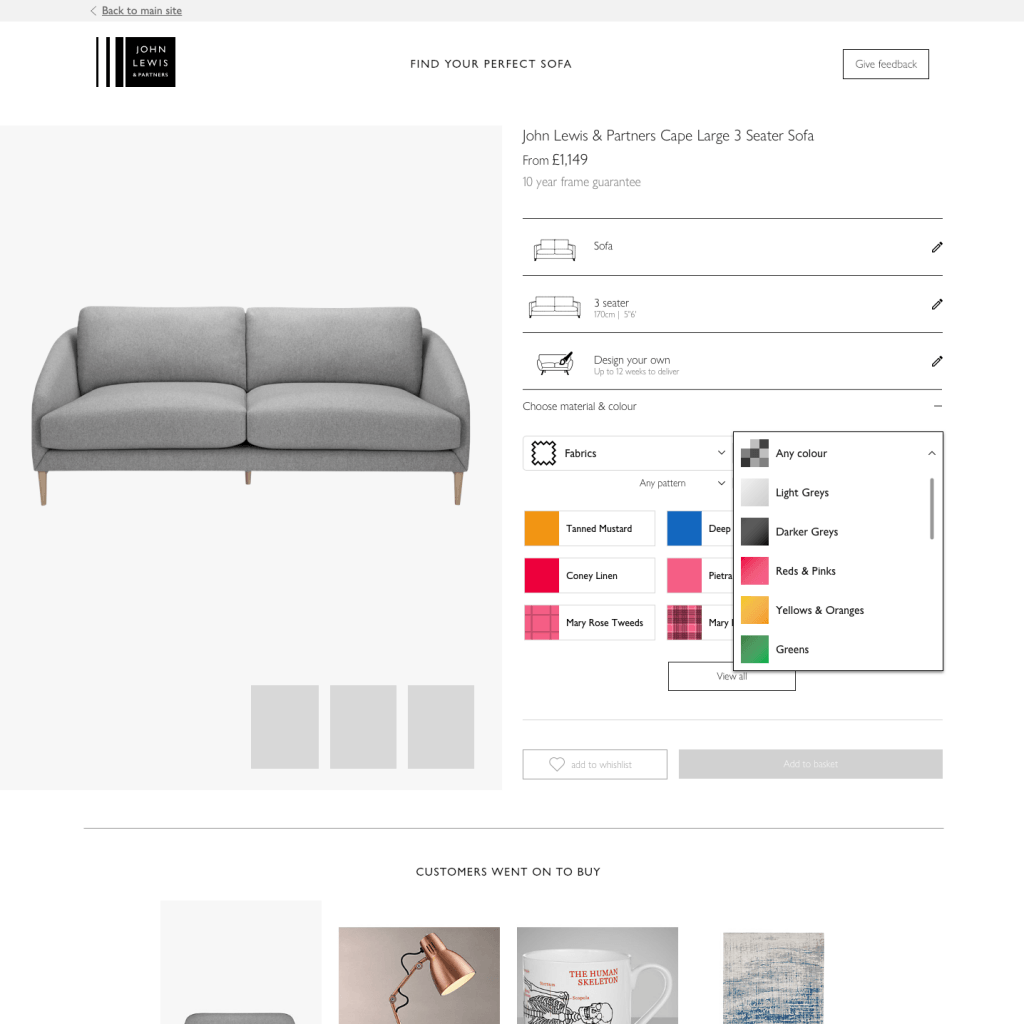 Back to main site
JOHN
LEWIS
& PARTNERS
FIND YOUR PERFECT SOFA
Give feedback
John Lewis & Partners Cape Large 3 Seater Sofa
From £1,149
10 year frame guarantee
Sofa
3 seater
170cm | 5"6'
Design your own
Up to 12 weeks to deliver
Choose material & colour
Fabrics
Any colour
Any pattern
Light Greys
Darker Greys
Reds & Pinks
Yellows & Oranges
Greens
Tanned Mustard
Deep
Coney Linen
Pietra
Mary Rose Tweeds
Mary
View all
add to whishlist
Add to basket
CUSTOMERS WENT ON TO BUY
THE HUMAN
SKELETON
Scapula